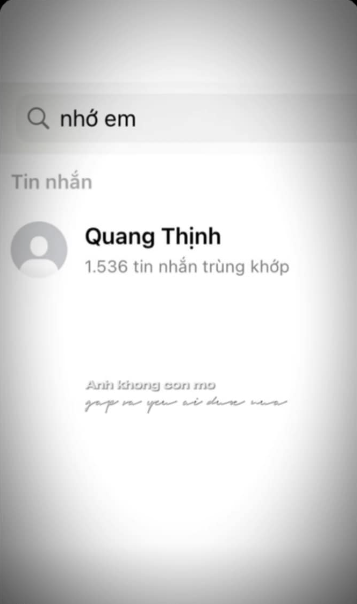 nhớ em
Tin nhắn
Quang Thịnh
1.536 tin nhắn trùng khớp
Anh khong con mo
gap va yeu ai duoc nua